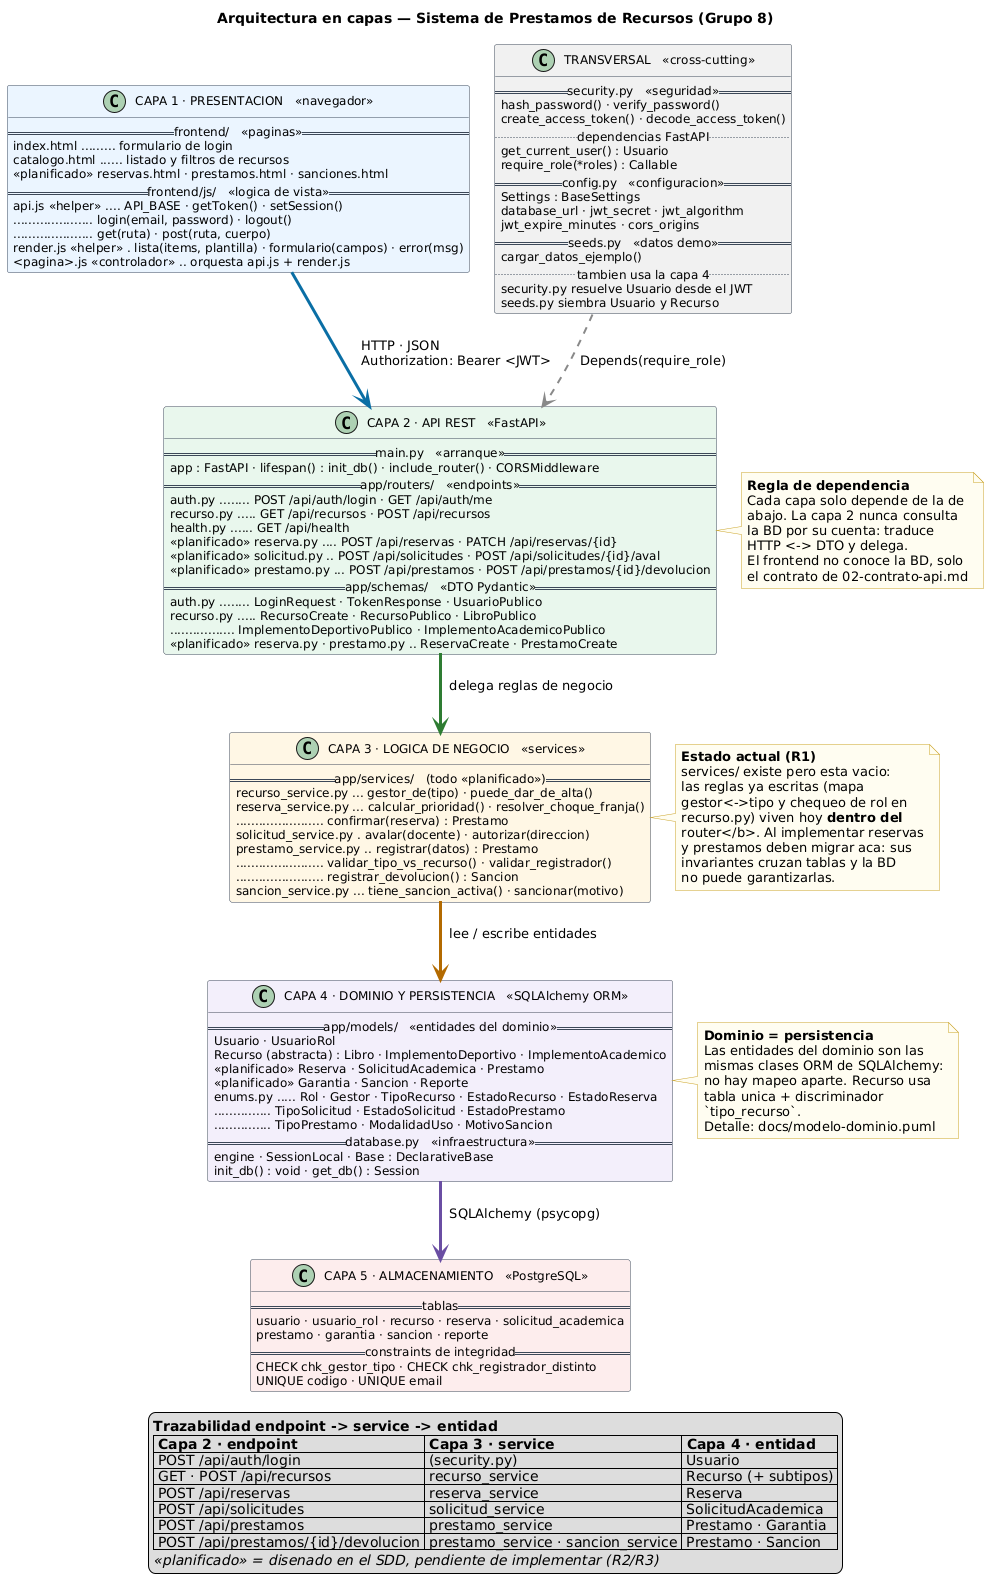 Arquitectura en capas — Sistema de Prestamos de Recursos (Grupo 8)
C CAPA 1 · PRESENTACION «navegador»
frontend/ «paginas»
index.html ......... formulario de login
catalogo.html ...... listado y filtros de recursos
«planificado» reservas.html · prestamos.html · sanciones.html
frontend/js/ «logica de vista»
api.js «helper» .... API_BASE · getToken() · setSession()
...................... login(email, password) · logout()
...................... get(ruta) · post(ruta, cuerpo)
render.js «helper» . lista(items, plantilla) · formulario(campos) · error(msg)
<pagina>.js «controlador» .. orquesta api.js + render.js
C TRANSVERSAL «cross-cutting»
security.py «seguridad»
hash_password() · verify_password()
create_access_token() · decode_access_token()
dependencias FastAPI
get_current_user() : Usuario
require_role(*roles) : Callable
config.py «configuracion»
Settings : BaseSettings
database_url · jwt_secret · jwt_algorithm
jwt_expire_minutes · cors_origins
seeds.py «datos demo»
cargar_datos_ejemplo()
tambien usa la capa 4
security.py resuelve Usuario desde el JWT
seeds.py siembra Usuario y Recurso
HTTP · JSON
Authorization: Bearer <JWT>
Depends(require_role)
C CAPA 2 · API REST «FastAPI»
main.py «arranque»
app : FastAPI · lifespan() : init_db() · include_router() · CORSMiddleware
app/routers/ «endpoints»
auth.py ........ POST /api/auth/login · GET /api/auth/me
recurso.py ..... GET /api/recursos · POST /api/recursos
health.py ...... GET /api/health
«planificado» reserva.py .... POST /api/reservas · PATCH /api/reservas/{id}
«planificado» solicitud.py .. POST /api/solicitudes · POST /api/solicitudes/{id}/aval
«planificado» prestamo.py ... POST /api/prestamos · POST /api/prestamos/{id}/devolucion
app/schemas/ «DTO Pydantic»
auth.py ........ LoginRequest · TokenResponse · UsuarioPublico
recurso.py ..... RecursoCreate · RecursoPublico · LibroPublico
................. ImplementoDeportivoPublico · ImplementoAcademicoPublico
«planificado» reserva.py · prestamo.py .. ReservaCreate · PrestamoCreate
Regla de dependencia
Cada capa solo depende de la de
abajo. La capa 2 nunca consulta
la BD por su cuenta: traduce
HTTP <-> DTO y delega.
El frontend no conoce la BD, solo
el contrato de 02-contrato-api.md
delega reglas de negocio
C CAPA 3 · LOGICA DE NEGOCIO «services»
app/services/ (todo «planificado»)
recurso_service.py ... gestor_de(tipo) · puede_dar_de_alta()
reserva_service.py ... calcular_prioridad() · resolver_choque_franja()
........................ confirmar(reserva) : Prestamo
solicitud_service.py . avalar(docente) · autorizar(direccion)
prestamo_service.py .. registrar(datos) : Prestamo
........................ validar_tipo_vs_recurso() · validar_registrador()
........................ registrar_devolucion() : Sancion
sancion_service.py ... tiene_sancion_activa() · sancionar(motivo)
Estado actual (R1)
services/ existe pero esta vacio:
las reglas ya escritas (mapa
gestor<->tipo y chequeo de rol en
recurso.py) viven hoy dentro del
router</b>. Al implementar reservas
y prestamos deben migrar aca: sus
invariantes cruzan tablas y la BD
no puede garantizarlas.
lee / escribe entidades
C CAPA 4 · DOMINIO Y PERSISTENCIA «SQLAlchemy ORM»
app/models/ «entidades del dominio»
Usuario · UsuarioRol
Recurso (abstracta) : Libro · ImplementoDeportivo · ImplementoAcademico
«planificado» Reserva · SolicitudAcademica · Prestamo
«planificado» Garantia · Sancion · Reporte
enums.py ..... Rol · Gestor · TipoRecurso · EstadoRecurso · EstadoReserva
............... TipoSolicitud · EstadoSolicitud · EstadoPrestamo
............... TipoPrestamo · ModalidadUso · MotivoSancion
database.py «infraestructura»
engine · SessionLocal · Base : DeclarativeBase
init_db() : void · get_db() : Session
Dominio = persistencia
Las entidades del dominio son las
mismas clases ORM de SQLAlchemy:
no hay mapeo aparte. Recurso usa
tabla unica + discriminador
`tipo_recurso`.
Detalle: docs/modelo-dominio.puml
SQLAlchemy (psycopg)
C CAPA 5 · ALMACENAMIENTO «PostgreSQL»
tablas
usuario · usuario_rol · recurso · reserva · solicitud_academica
prestamo · garantia · sancion · reporte
constraints de integridad
CHECK chk_gestor_tipo · CHECK chk_registrador_distinto
UNIQUE codigo · UNIQUE email
Trazabilidad endpoint -> service -> entidad
Capa 2 · endpoint Capa 3 · service Capa 4 · entidad
POST /api/auth/login (security.py) Usuario
GET · POST /api/recursos recurso_service Recurso (+ subtipos)
POST /api/reservas reserva_service Reserva
POST /api/solicitudes solicitud_service SolicitudAcademica
POST /api/prestamos prestamo_service Prestamo · Garantia
POST /api/prestamos/{id}/devolucion prestamo_service · sancion_service Prestamo · Sancion
«planificado» = disenado en el SDD, pendiente de implementar (R2/R3)